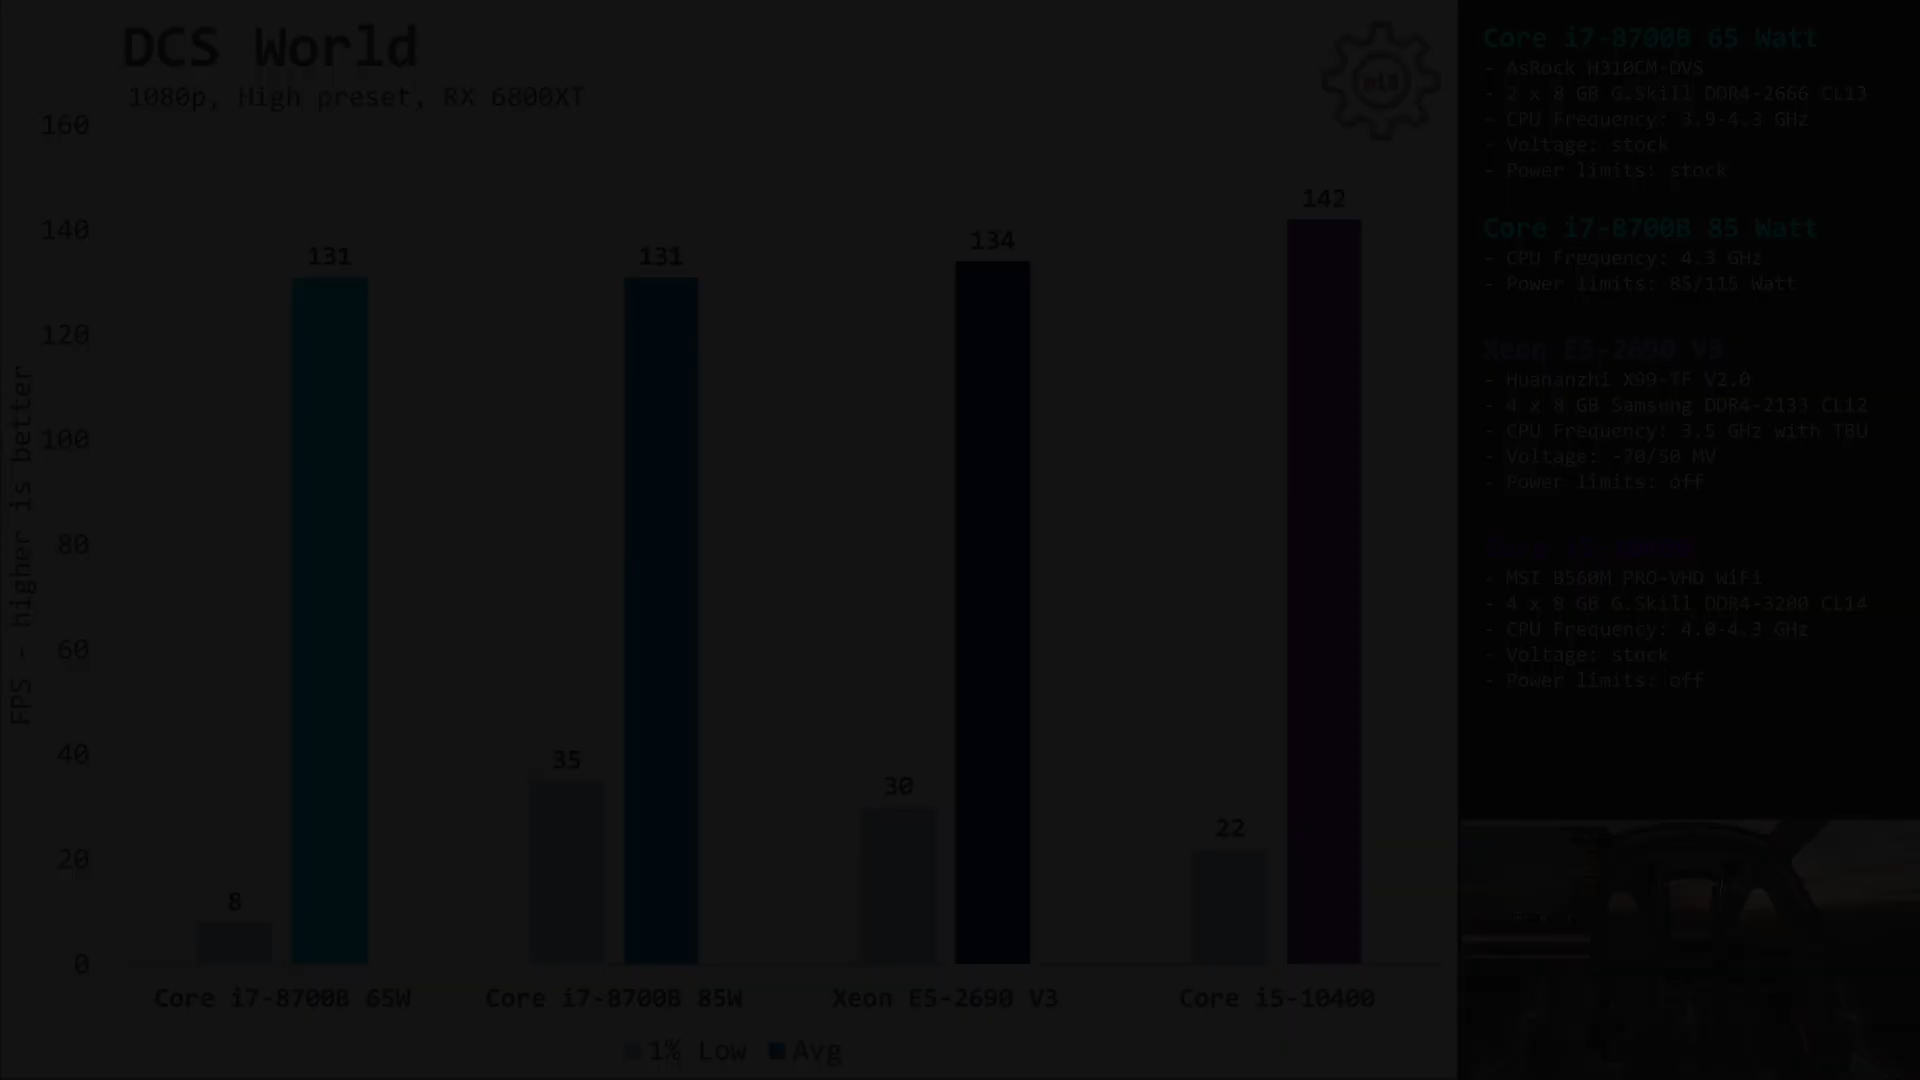 DCS World
1080p, High preset, RX 6800XT
FPS - higher is better
160
140
120
100
80
60
40
20
0
8
131
35
131
30
134
22
142
Core i7-8700B 65W
Core i7-8700B 85W
Xeon E5-2690 V3
Core i5-10400
1% Low
Avg
Core i7-8700B 65 Watt
- AsRock H310CM-DVS
- 2 x 8 GB G.Skill DDR4-2666 CL13
- CPU Frequency: 3.9-4.3 GHz
- Voltage: stock
- Power limits: stock
Core i7-8700B 85 Watt
- CPU Frequency: 4.3 GHz
- Power limits: 85/115 Watt
Xeon E5-2690 V3
- Huananzhi X99-TF V2.0
- 4 x 8 GB Samsung DDR4-2133 CL12
- CPU Frequency: 3.5 GHz with TBU
- Voltage: -70/50 MV
- Power limits: off
Core i5-10400
- MSI B560M PRO-VHD WiFi
- 4 x 8 GB G.Skill DDR4-3200 CL14
- CPU Frequency: 4.0-4.3 GHz
- Voltage: stock
- Power limits: off